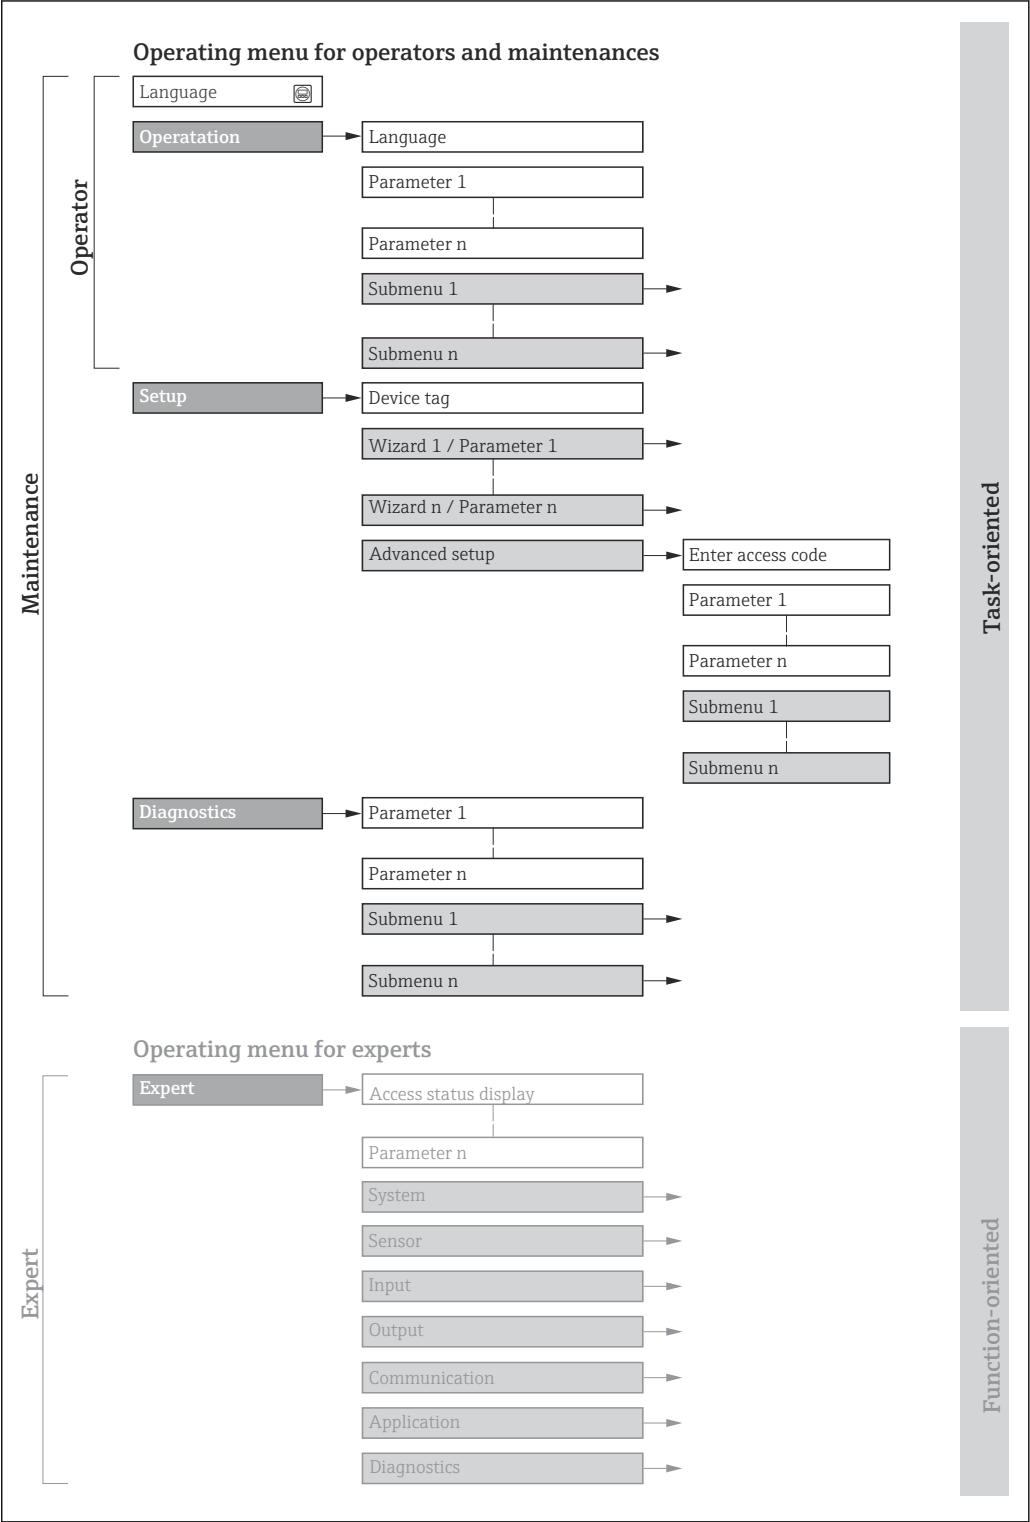 Operating menu for operators and maintenances
Language
Operatation
Language
Parameter 1
Parameter n
Submenu 1
Submenu n
Operator
Setup
Device tag
Wizard 1 / Parameter 1
Wizard n / Parameter n
Advanced setup
Enter access code
Parameter 1
Parameter n
Submenu 1
Submenu n
Maintenance
Task-oriented
Diagnostics
Parameter 1
Parameter n
Submenu 1
Submenu n
Operating menu for experts
Expert
Access status display
Parameter n
System
Sensor
Input
Output
Communication
Application
Diagnostics
Expert
Function-oriented